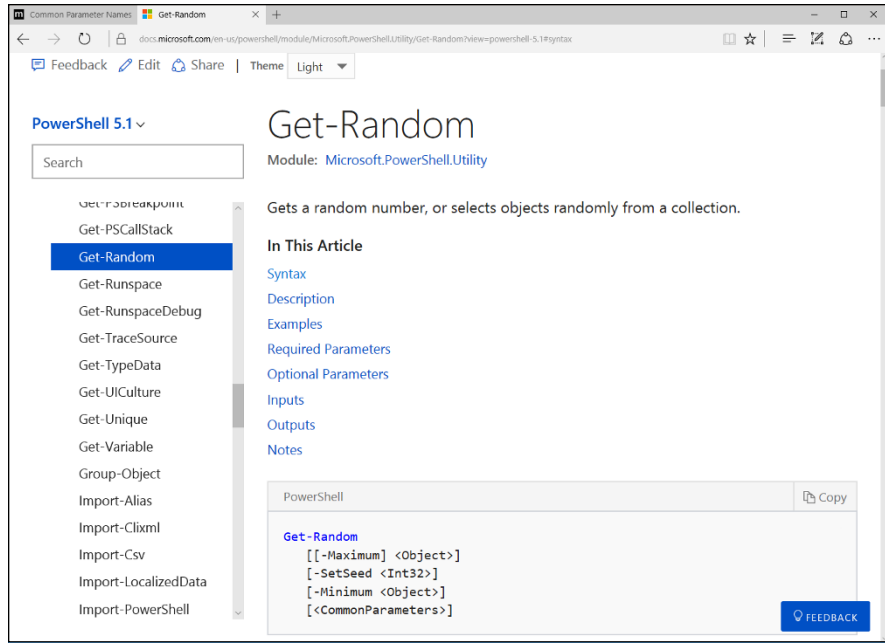 Common Parameter Names
Get-Random
docs.microsoft.com/en-us/powershell/module/Microsoft.PowerShell.Utility/Get-Random?view=powershell-5.1#syntax
Feedback Edit Share | Theme Light
PowerShell 5.1
Search
Get-PSBreakpoint
Get-PSCallStack
Get-Random
Get-Runspace
Get-RunspaceDebug
Get-TraceSource
Get-TypeData
Get-UICulture
Get-Unique
Get-Variable
Group-Object
Import-Alias
Import-Clixml
Import-Csv
Import-LocalizedData
Import-PowerShell
Get-Random
Module: Microsoft.PowerShell.Utility
Gets a random number, or selects objects randomly from a collection.
In This Article
Syntax
Description
Examples
Required Parameters
Optional Parameters
Inputs
Outputs
Notes
PowerShell Copy
Get-Random
[[-Maximum] <Object>]
[-SetSeed <Int32>]
[-Minimum <Object>]
[<CommonParameters>]
FEEDBACK